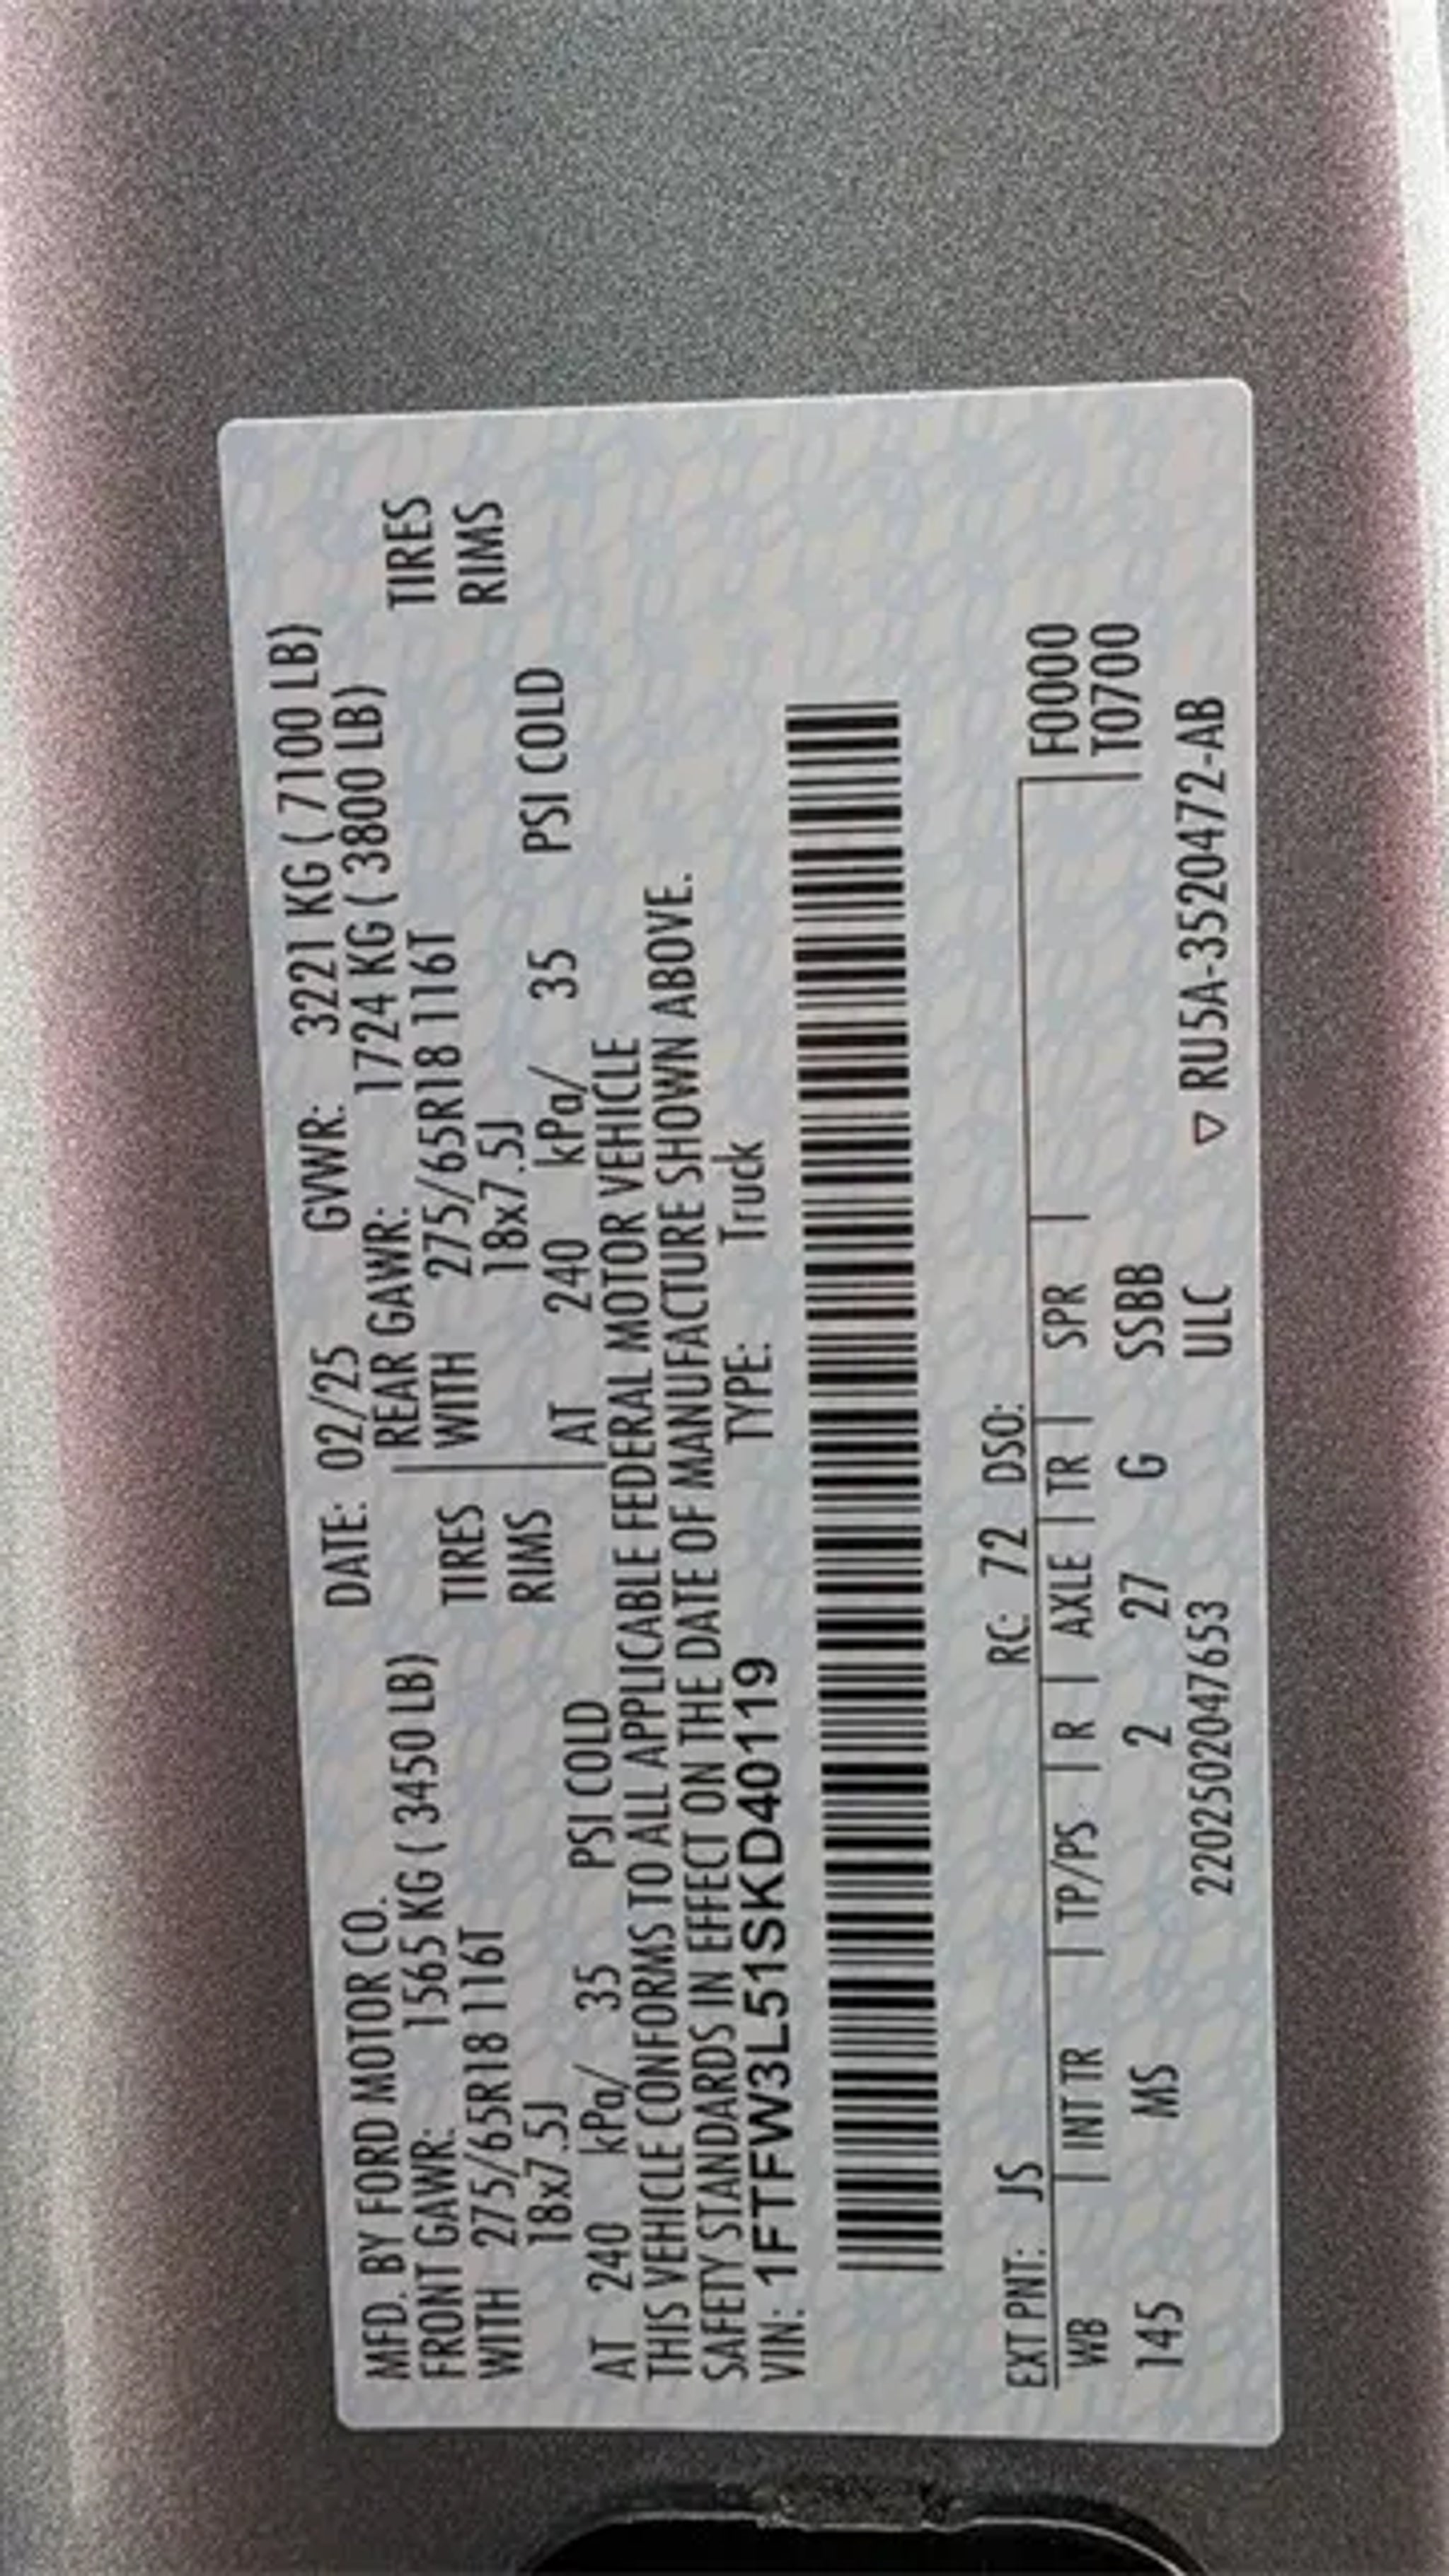 MFD. BY FORD MOTOR CO. DATE: 02/25 GVWR: 3221 KG ( 7100 LB)
FRONT GAWR: 1565 KG ( 3450 LB) REAR GAWR: 1724 KG ( 3800 LB)
WITH 275/65R18 116T TIRES WITH 275/65R18 116T TIRES
18x7.5J RIMS 18x7.5J RIMS
AT 240 kPa/ 35 PSI COLD AT 240 kPa/ 35 PSI COLD
THIS VEHICLE CONFORMS TO ALL APPLICABLE FEDERAL MOTOR VEHICLE
SAFETY STANDARDS IN EFFECT ON THE DATE OF MANUFACTURE SHOWN ABOVE.
VIN: 1FTFW3L51SKD40119 TYPE: Truck
EXT PNT: JS RC: 72 DSO:
WB INT TR TP/PS R AXLE TR SPR F0000
145 MS 2 27 G SSBB T0700
2202502047653 ULC ▽ RU5A-3520472-AB